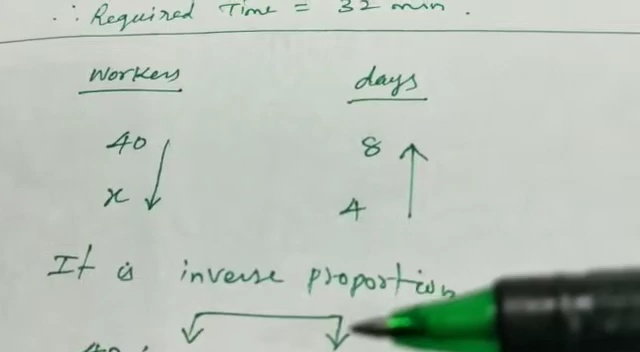 ∴ Required Time = 32 min.
Workers days
40 8
x 4
It is inverse proportion